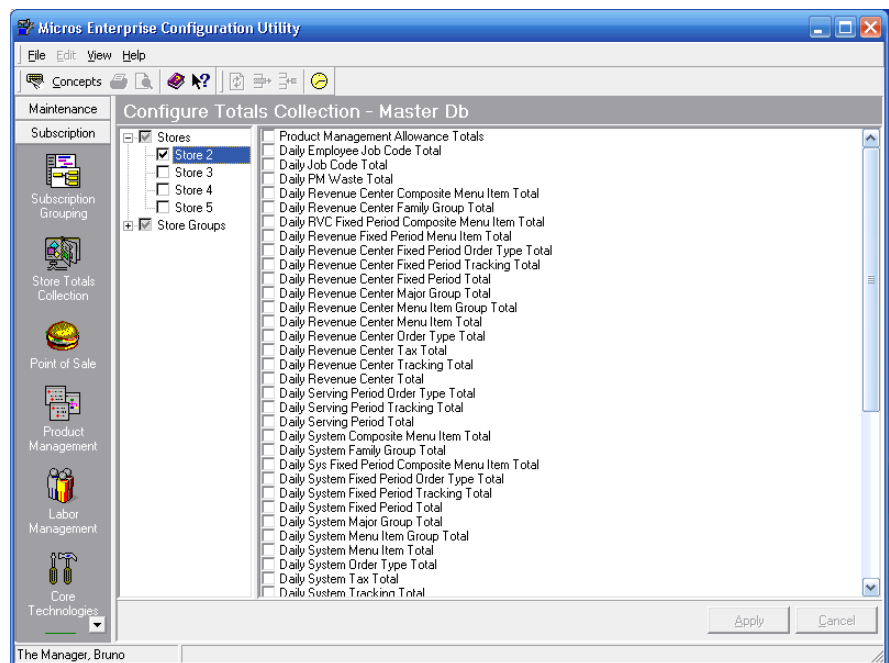 Micros Enterprise Configuration Utility
File Edit View Help
Concepts
Maintenance
Subscription
Subscription
Grouping
Store Totals
Collection
Point of Sale
Product
Management
Labor
Management
Core
Technologies
Configure Totals Collection - Master Db
Stores
Store 2
Store 3
Store 4
Store 5
Store Groups
Product Management Allowance Totals
Daily Employee Job Code Total
Daily Job Code Total
Daily PM Waste Total
Daily Revenue Center Composite Menu Item Total
Daily Revenue Center Family Group Total
Daily RVC Fixed Period Composite Menu Item Total
Daily Revenue Fixed Period Menu Item Total
Daily Revenue Center Fixed Period Order Type Total
Daily Revenue Center Fixed Period Tracking Total
Daily Revenue Center Fixed Period Total
Daily Revenue Center Major Group Total
Daily Revenue Center Menu Item Group Total
Daily Revenue Center Menu Item Total
Daily Revenue Center Order Type Total
Daily Revenue Center Tax Total
Daily Revenue Center Tracking Total
Daily Revenue Center Total
Daily Serving Period Order Type Total
Daily Serving Period Tracking Total
Daily Serving Period Total
Daily System Composite Menu Item Total
Daily System Family Group Total
Daily Sys Fixed Period Composite Menu Item Total
Daily System Fixed Period Order Type Total
Daily System Fixed Period Tracking Total
Daily System Fixed Period Total
Daily System Major Group Total
Daily System Menu Item Group Total
Daily System Menu Item Total
Daily System Order Type Total
Daily System Tax Total
Daily System Tracking Total
Apply Cancel
The Manager, Bruno